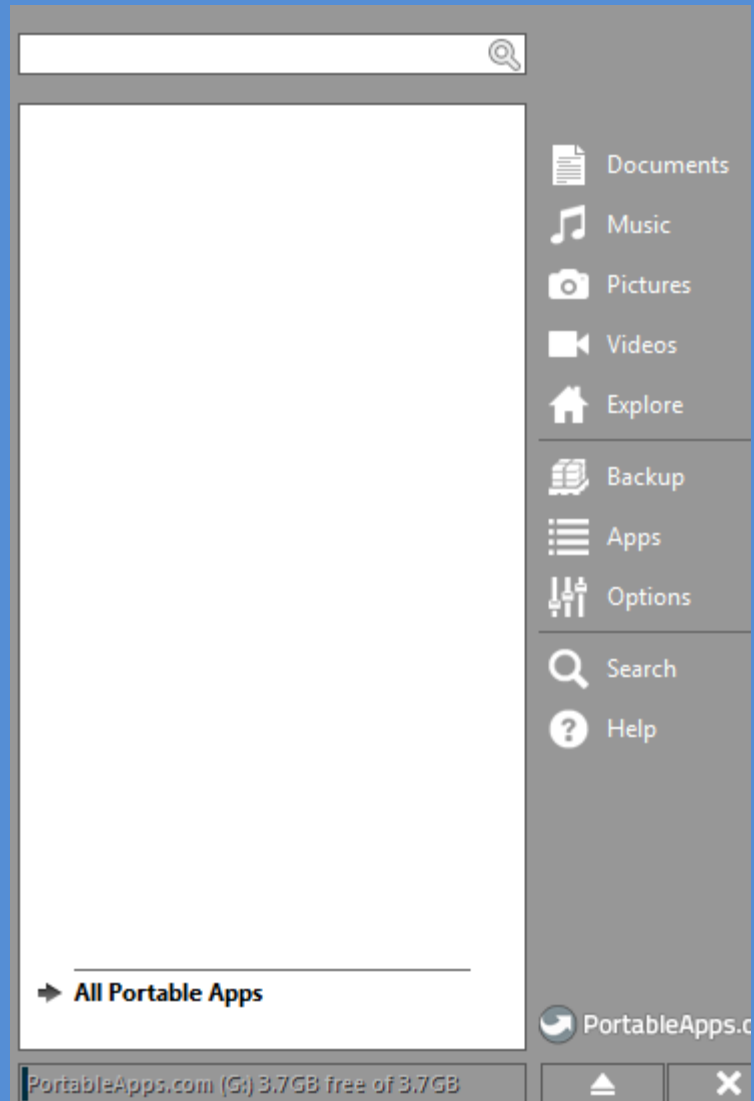 Documents
Music
Pictures
Videos
Explore
Backup
Apps
Options
Search
Help
All Portable Apps
PortableApps.c
PortableApps.com (G:) 3.7GB free of 3.7GB